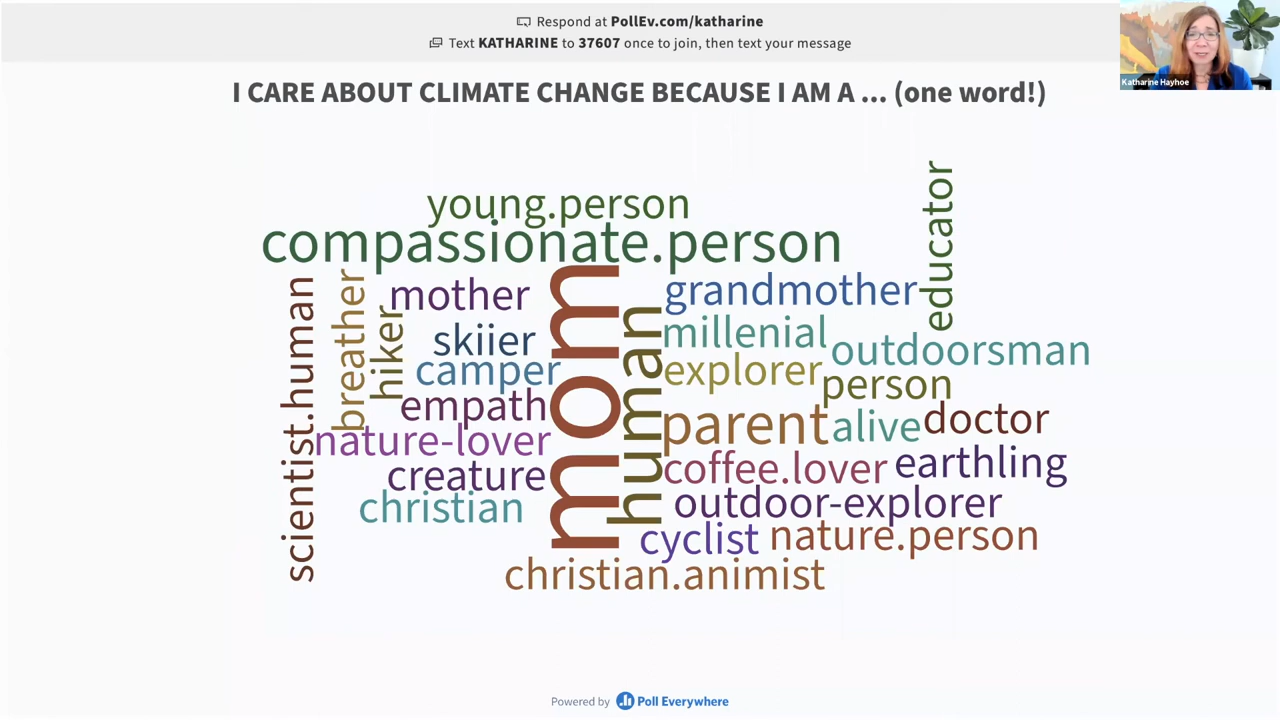 Respond at PollEv.com/katharine
Text KATHARINE to 37607 once to join, then text your message
Katharine Hayhoe
I CARE ABOUT CLIMATE CHANGE BECAUSE I AM A ... (one word!)
young.person
educator
compassionate.person
scientist.human
breather
hiker
mother
mom
human
grandmother
skiier
millenial
outdoorsman
camper
explorer
person
empath
parent
alive
doctor
nature-lover
coffee.lover
earthling
creature
outdoor-explorer
christian
cyclist
nature.person
christian.animist
Powered by Poll Everywhere